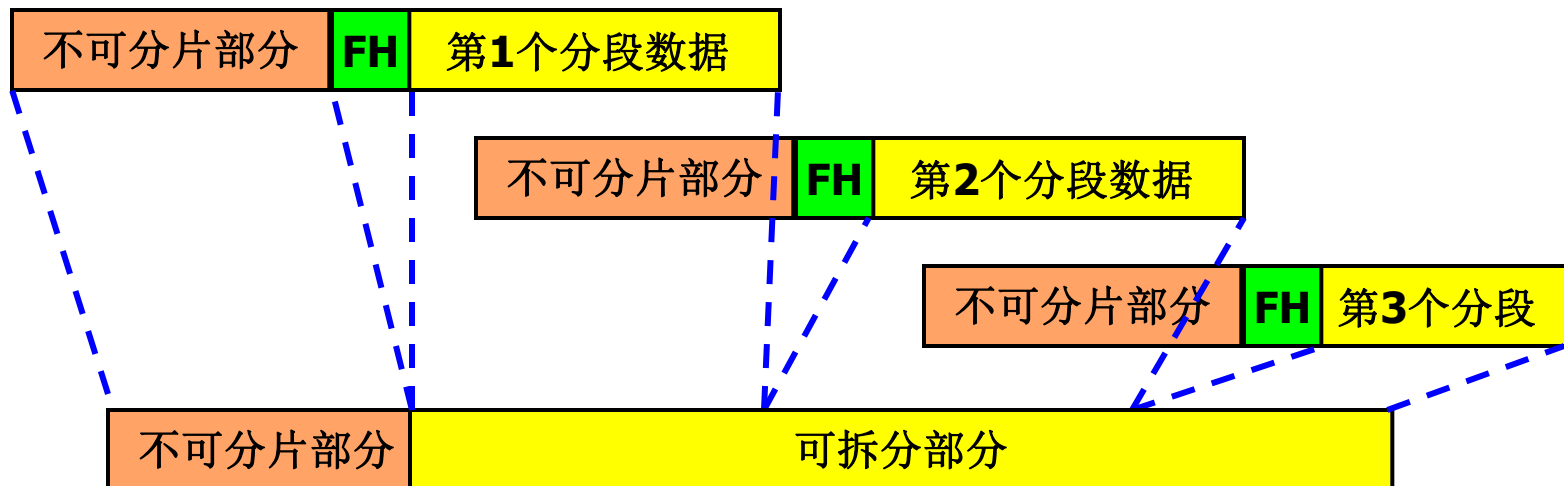 不可分片部分 FH 第1个分段数据
不可分片部分 FH 第2个分段数据
不可分片部分 FH 第3个分段
不可分片部分 可拆分部分